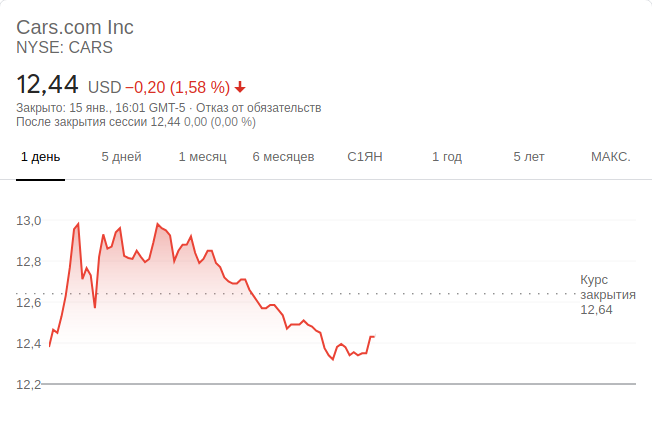 Cars.com Inc
NYSE: CARS
12,44 USD −0,20 (1,58 %)
Закрыто: 15 янв., 16:01 GMT-5 · Отказ от обязательств
После закрытия сессии 12,44 0,00 (0,00 %)
1 день 5 дней 1 месяц 6 месяцев С1ЯН 1 год 5 лет МАКС.
13,0
12,8
Курс
закрытия
12,64
12,6
12,4
12,2